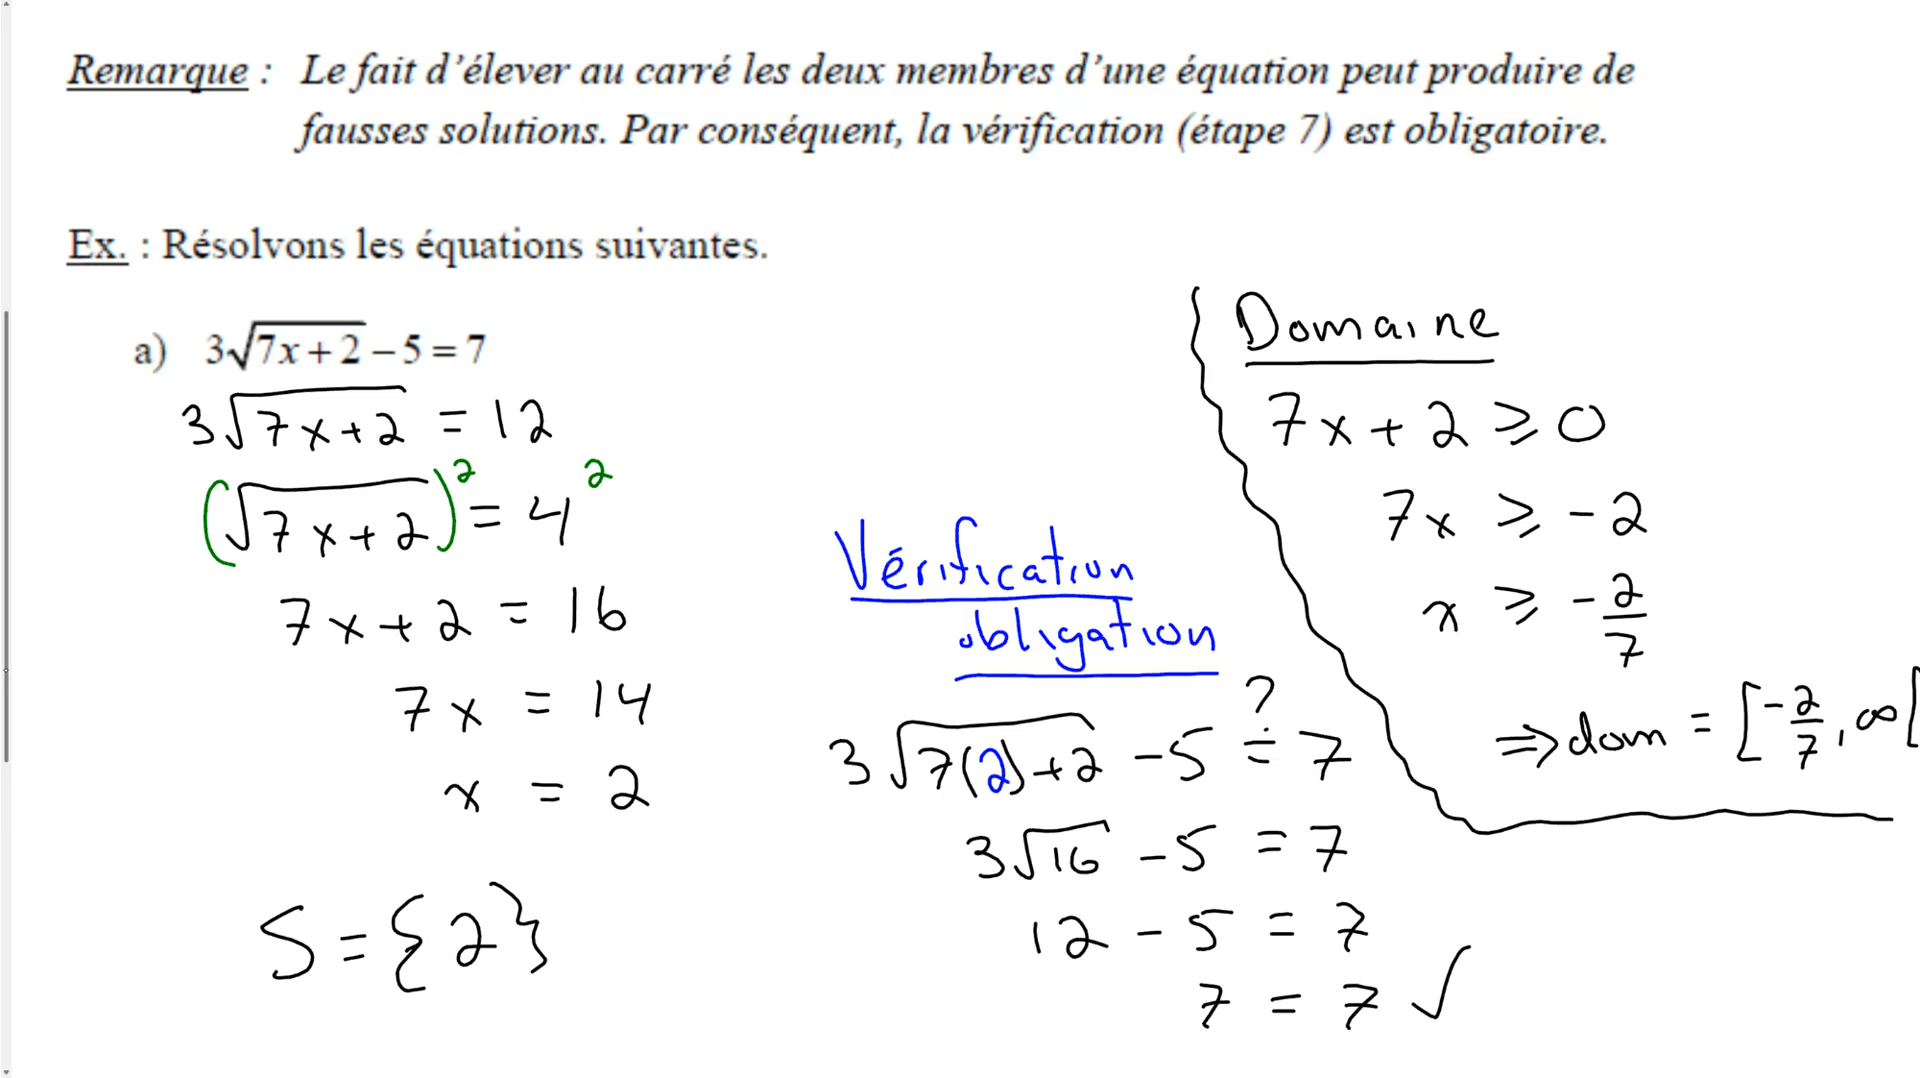 Remarque : Le fait d'élever au carré les deux membres d'une équation peut produire de
fausses solutions. Par conséquent, la vérification (étape 7) est obligatoire.
Ex. : Résolvons les équations suivantes.
a) 3√(7x + 2) − 5 = 7
3√(7x+2) = 12
(√(7x+2))² = 4²
7x+2 = 16
7x = 14
x = 2
S = {2}
Vérification
obligation
3√(7(2)+2) − 5 ≟ 7
3√16 − 5 = 7
12 − 5 = 7
7 = 7 ✓
Domaine
7x + 2 ⩾ 0
7x ⩾ −2
x ⩾ −2/7
⇒ dom = [−2/7, ∞[